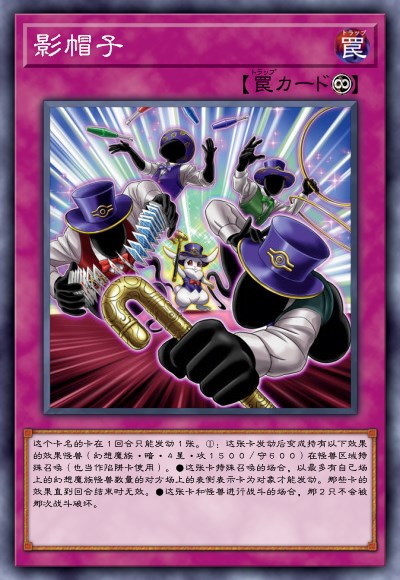 影帽子
トラップ
罠
トラップ
【罠カード】
这个卡名的卡在1回合只能发动1张。①：这张卡发动后变成持有以下效果
的效果怪兽（幻想魔族·暗·4星·攻1500／守600）在怪兽区域特
殊召唤（也当作陷阱卡使用）。●这张卡特殊召唤的场合，以最多有自己场
上的幻想魔族怪兽数量的对方场上的表侧表示卡为对象才能发动。那些卡的
效果直到回合结束时无效。●这张卡和怪兽进行战斗的场合，那2只不会被
那次战斗破坏。